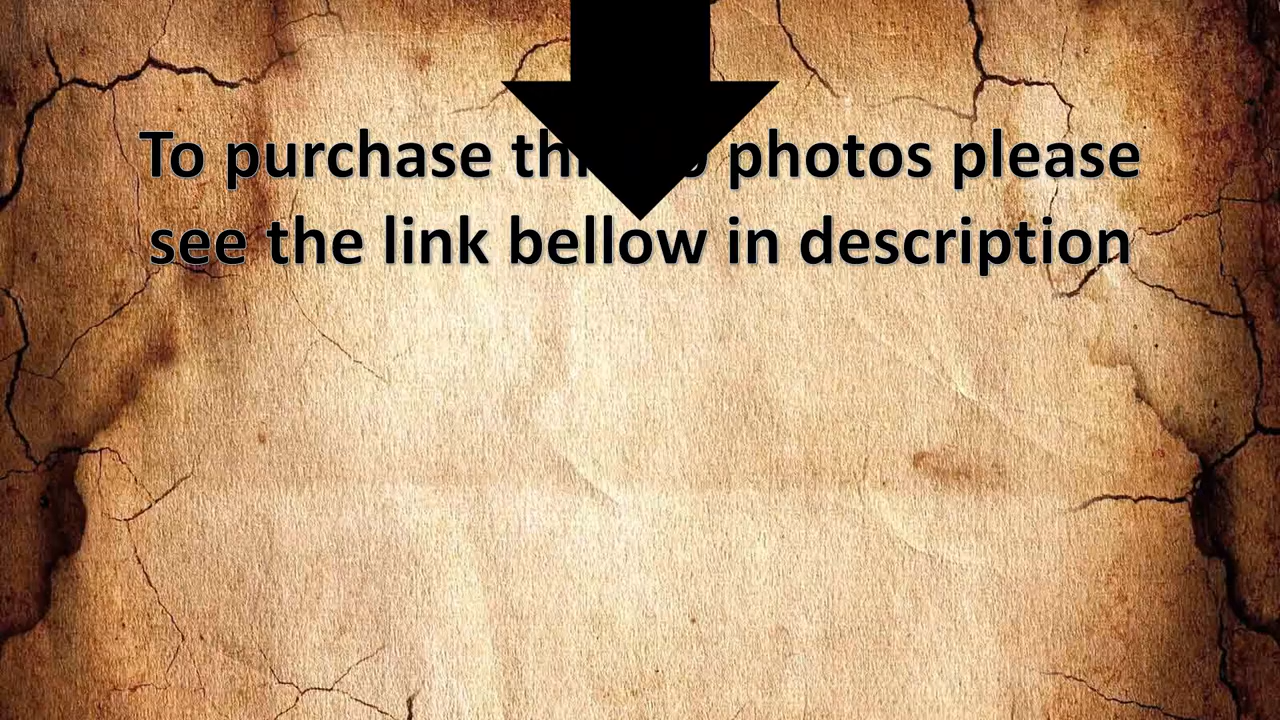 To purchase photos please
see the link bellow in description